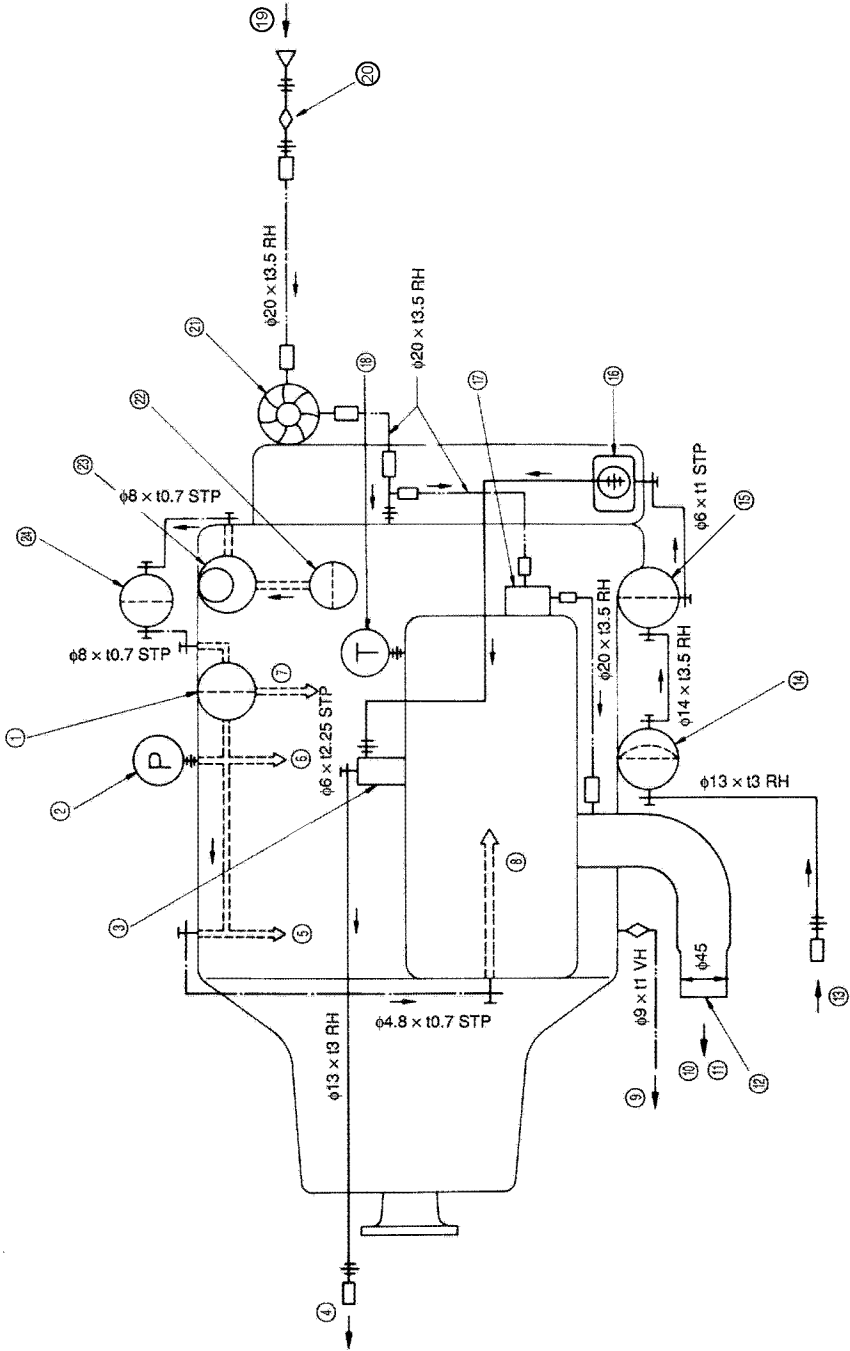 ⑲
⑳
φ20 × t3.5 RH
㉑
φ20 × t3.5 RH
⑱
㉒
⑰
⑯
㉓
φ8 × t0.7 STP
㉔
φ6 × t1 STP
⑮
φ8 × t0.7 STP
T
φ20 × t3.5 RH
φ14 × t3.5 RH
⑦
①
φ6 × t2.25 STP
⑭
P
⑥
②
φ13 × t3 RH
⑧
③
⑤
φ45
φ9 × t1 VH
φ4.8 × t0.7 STP
⑬
φ13 × t3 RH
⑩
⑪
⑫
⑨
④